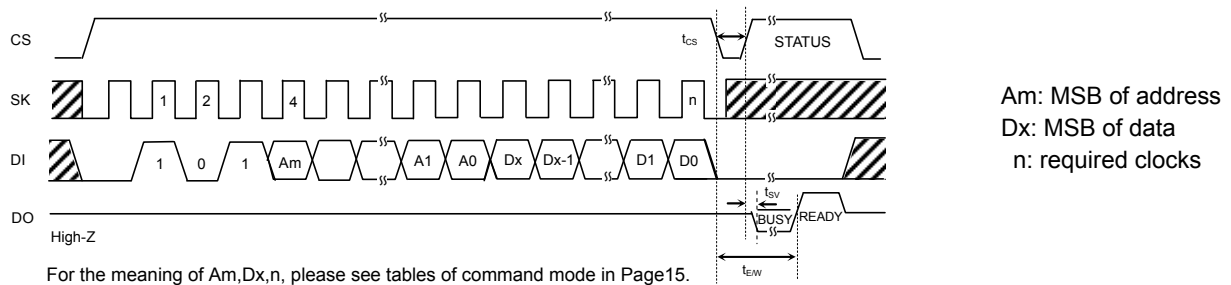 CS
tCS
STATUS
SK
1 2 4 n
Am: MSB of address
Dx: MSB of data
n: required clocks
DI
1 0 1 Am A1 A0 Dx Dx-1 D1 D0
tSV
DO
BUSY READY
High-Z
tE/W
For the meaning of Am,Dx,n, please see tables of command mode in Page15.